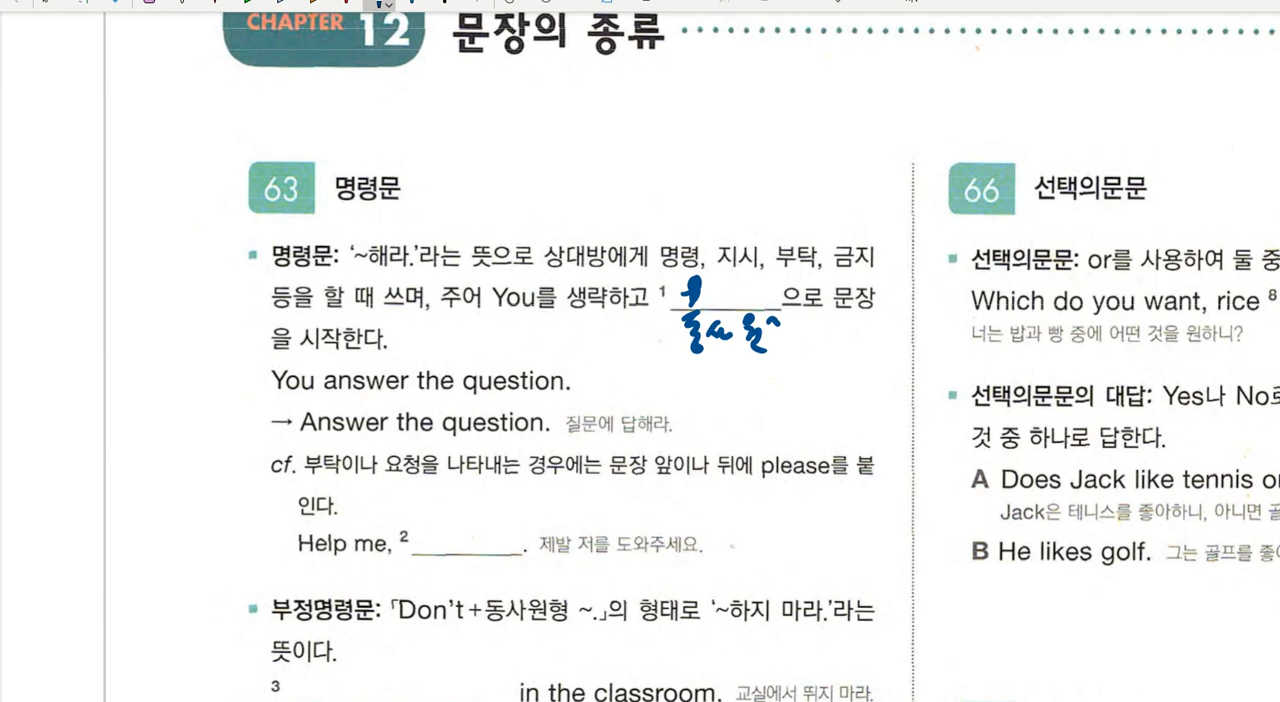 CHAPTER 12 문장의 종류
63 명령문
명령문: '~해라.'라는 뜻으로 상대방에게 명령, 지시, 부탁, 금지
등을 할 때 쓰며, 주어 You를 생략하고 1 ________으로 문장
동사 원
을 시작한다.
You answer the question.
→ Answer the question. 질문에 답해라.
cf. 부탁이나 요청을 나타내는 경우에는 문장 앞이나 뒤에 please를 붙
인다.
Help me, 2 ________. 제발 저를 도와주세요.
부정명령문: 「Don't+동사원형 ~.」의 형태로 '~하지 마라.'라는
뜻이다.
3 in the classroom. 교실에서 뛰지 마라.
66 선택의문문
선택의문문: or를 사용하여 둘 중
Which do you want, rice 8
너는 밥과 빵 중에 어떤 것을 원하니?
선택의문문의 대답: Yes나 No로
것 중 하나로 답한다.
A Does Jack like tennis or
Jack은 테니스를 좋아하니, 아니면 골
B He likes golf. 그는 골프를 좋아